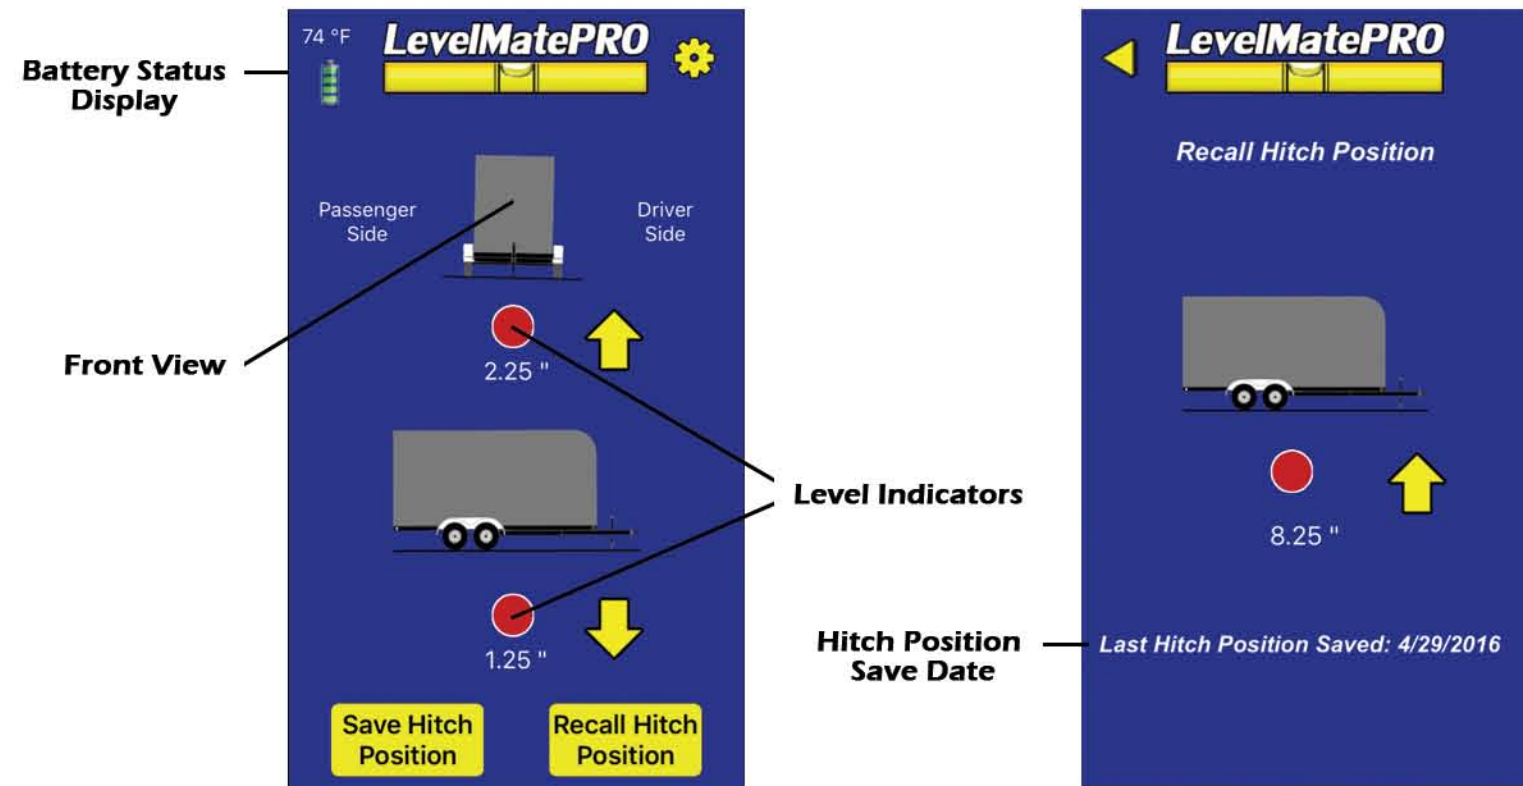 74 °F
LevelMatePRO
Battery Status
Display
Passenger
Side
Driver
Side
Front View
2.25 "
Level Indicators
1.25 "
Save Hitch
Position
Recall Hitch
Position
LevelMatePRO
Recall Hitch Position
8.25 "
Hitch Position
Save Date
Last Hitch Position Saved: 4/29/2016